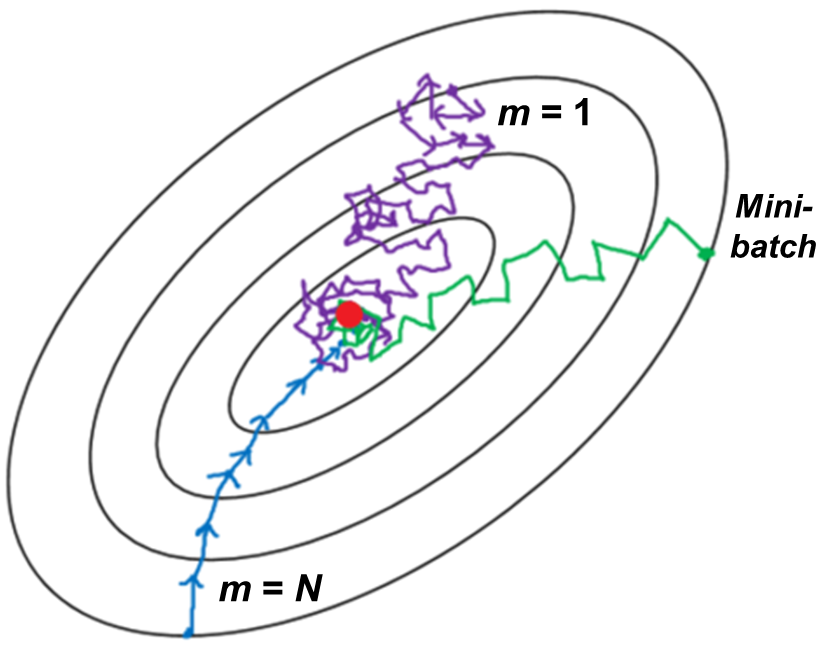 m = 1
Mini-
batch
m = N